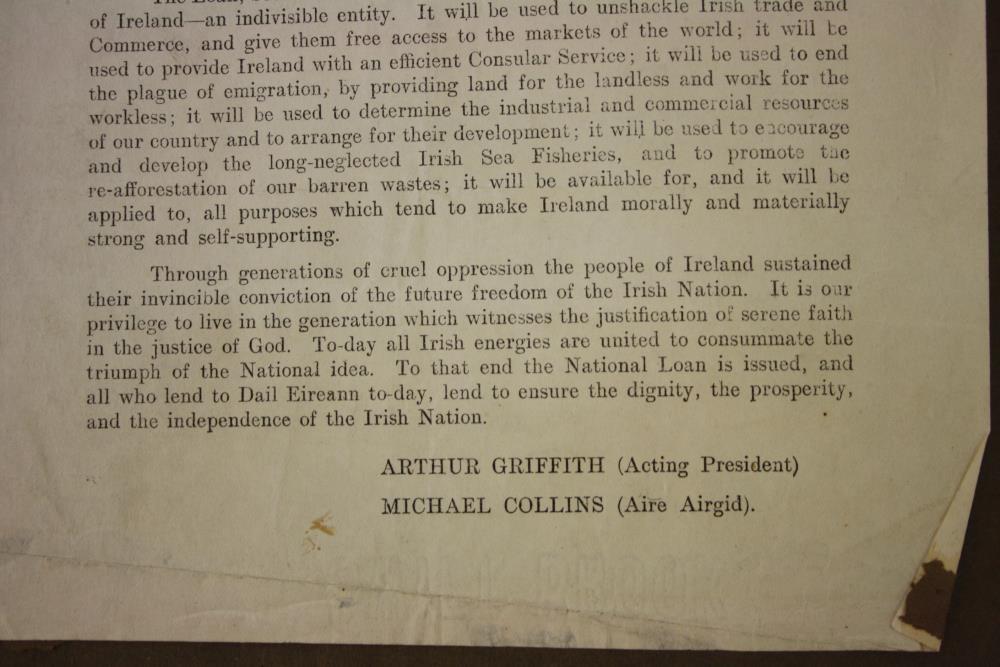 The Loan,
of Ireland—an indivisible entity. It will be used to unshackle Irish trade and
Commerce, and give them free access to the markets of the world; it will be
used to provide Ireland with an efficient Consular Service; it will be used to end
the plague of emigration, by providing land for the landless and work for the
workless; it will be used to determine the industrial and commercial resources
of our country and to arrange for their development; it will be used to encourage
and develop the long-neglected Irish Sea Fisheries, and to promote the
re-afforestation of our barren wastes; it will be available for, and it will be
applied to, all purposes which tend to make Ireland morally and materially
strong and self-supporting.
Through generations of cruel oppression the people of Ireland sustained
their invincible conviction of the future freedom of the Irish Nation. It is our
privilege to live in the generation which witnesses the justification of serene faith
in the justice of God. To-day all Irish energies are united to consummate the
triumph of the National idea. To that end the National Loan is issued, and
all who lend to Dail Eireann to-day, lend to ensure the dignity, the prosperity,
and the independence of the Irish Nation.
ARTHUR GRIFFITH (Acting President)
MICHAEL COLLINS (Aire Airgid).